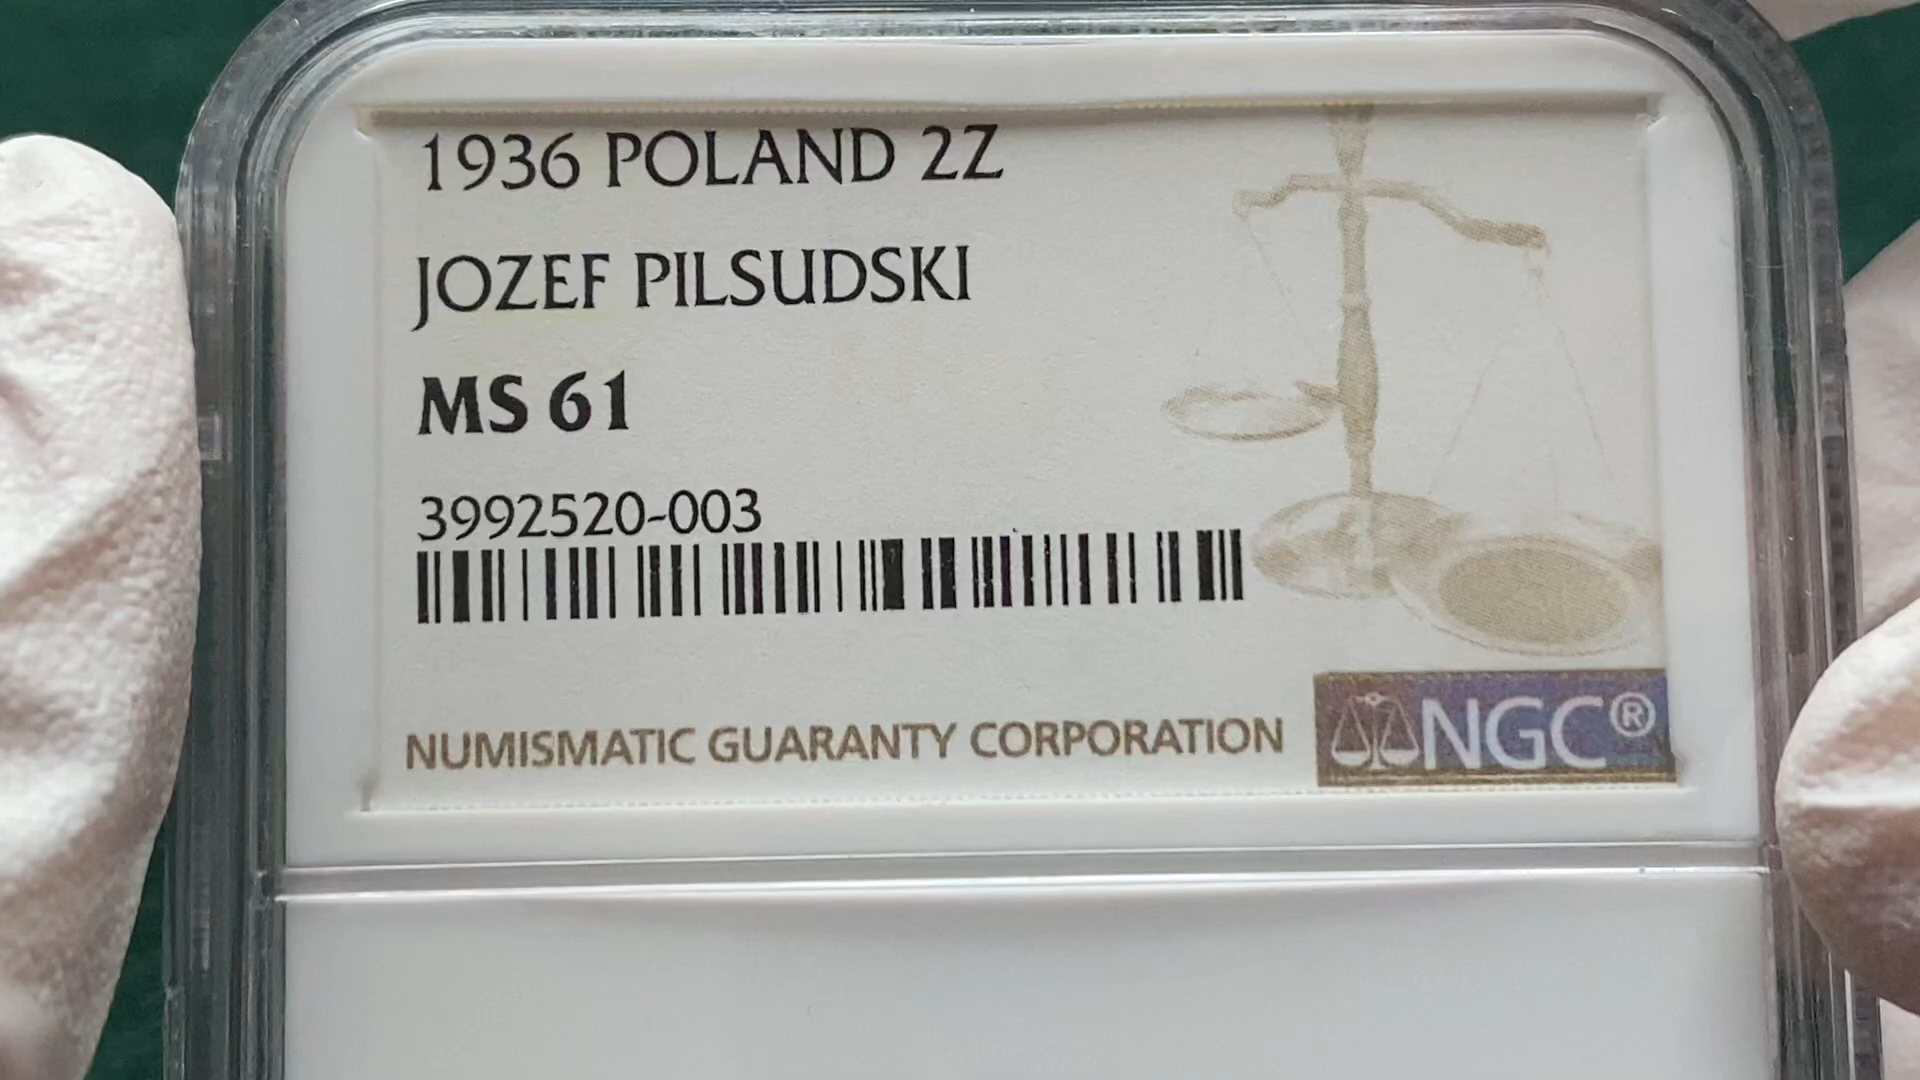 1936 POLAND 2Z
JOZEF PILSUDSKI
MS 61
3992520-003
NUMISMATIC GUARANTY CORPORATION
NGC®